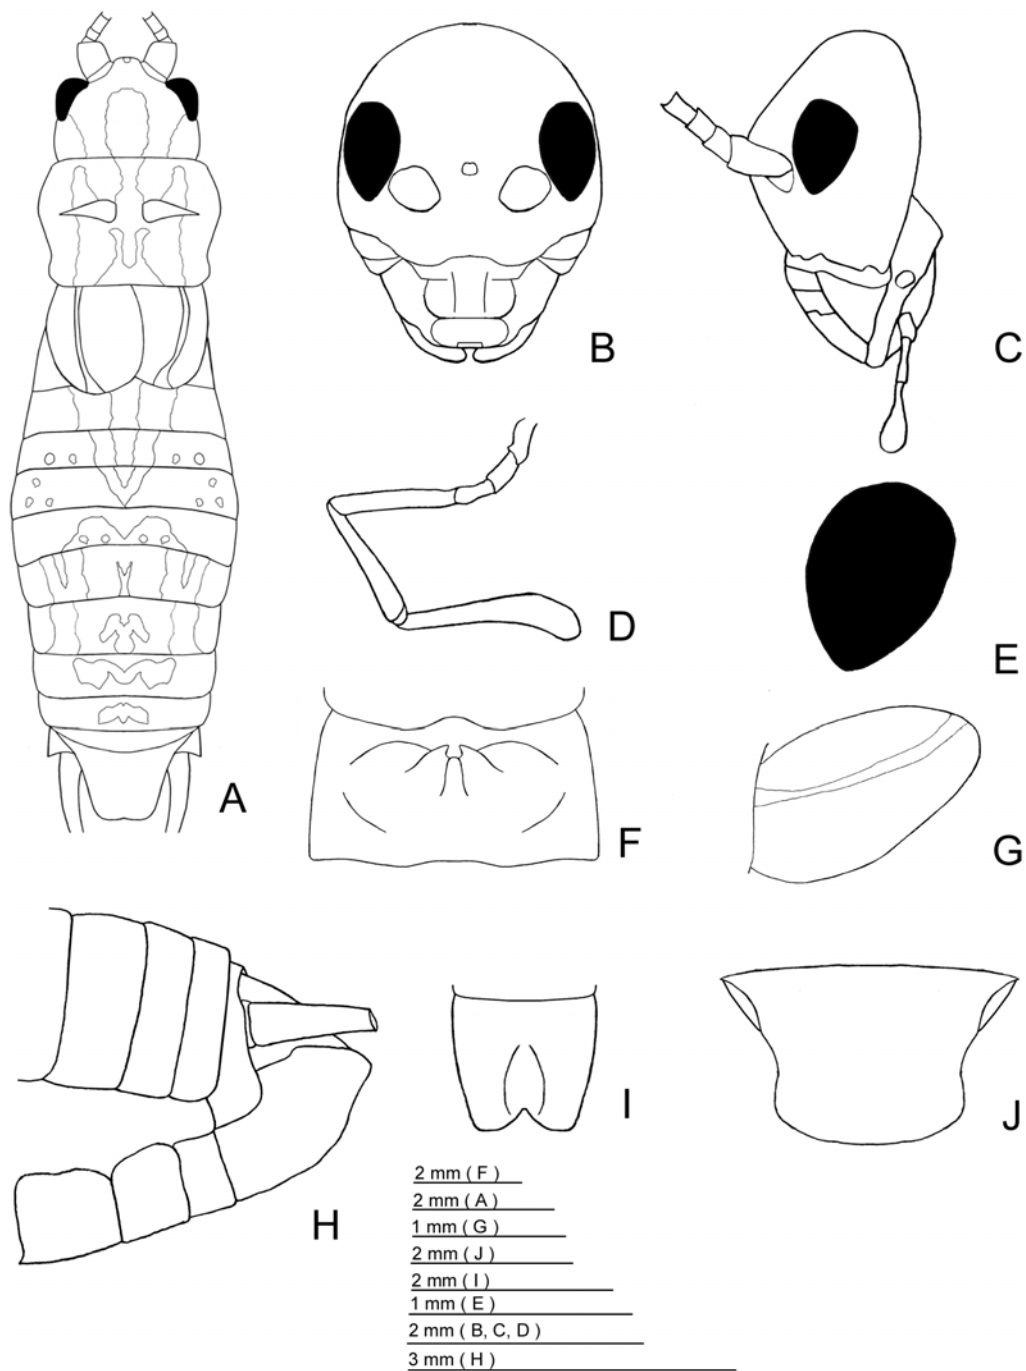 B
C
D
E
A
F
G
I
J
H
2 mm ( F )
2 mm ( A )
1 mm ( G )
2 mm ( J )
2 mm ( I )
1 mm ( E )
2 mm ( B, C, D )
3 mm ( H )